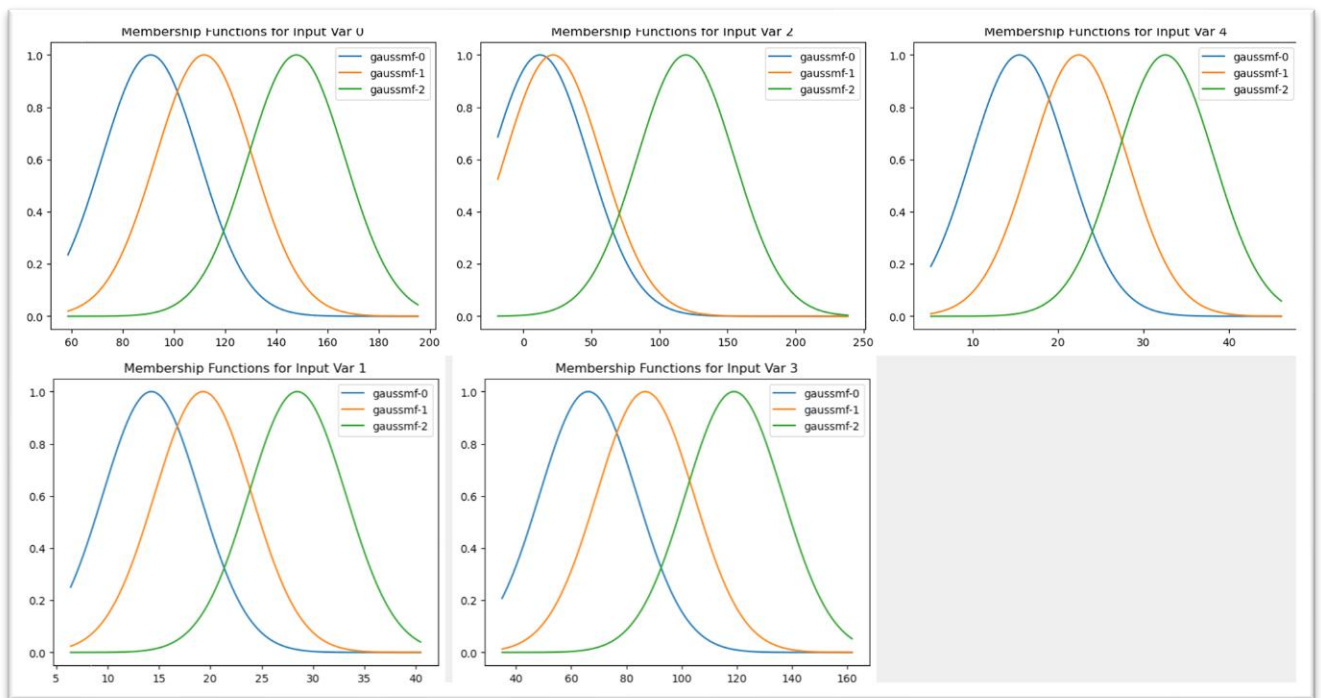 Membership Functions for Input Var 0
1.0
0.8
0.6
0.4
0.2
0.0
gaussmf-0
gaussmf-1
gaussmf-2
60 80 100 120 140 160 180 200
Membership Functions for Input Var 2
1.0
0.8
0.6
0.4
0.2
0.0
gaussmf-0
gaussmf-1
gaussmf-2
0 50 100 150 200 250
Membership Functions for Input Var 4
1.0
0.8
0.6
0.4
0.2
0.0
gaussmf-0
gaussmf-1
gaussmf-2
10 20 30 40
Membership Functions for Input Var 1
1.0
0.8
0.6
0.4
0.2
0.0
gaussmf-0
gaussmf-1
gaussmf-2
5 10 15 20 25 30 35 40
Membership Functions for Input Var 3
1.0
0.8
0.6
0.4
0.2
0.0
gaussmf-0
gaussmf-1
gaussmf-2
40 60 80 100 120 140 160